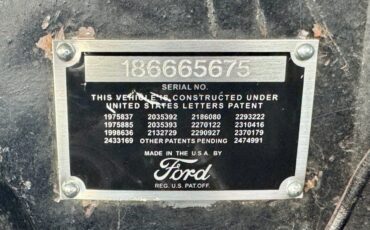 186665675
SERIAL NO.
THIS VEHICLE IS CONSTRUCTED UNDER
UNITED STATES LETTERS PATENT
1975837 2035392 2186080 2293222
1975885 2035393 2270122 2310416
1998636 2132729 2290927 2370179
2433169 OTHER PATENTS PENDING 2474991
MADE IN THE U.S.A. BY
Ford
REG. U.S. PAT. OFF.